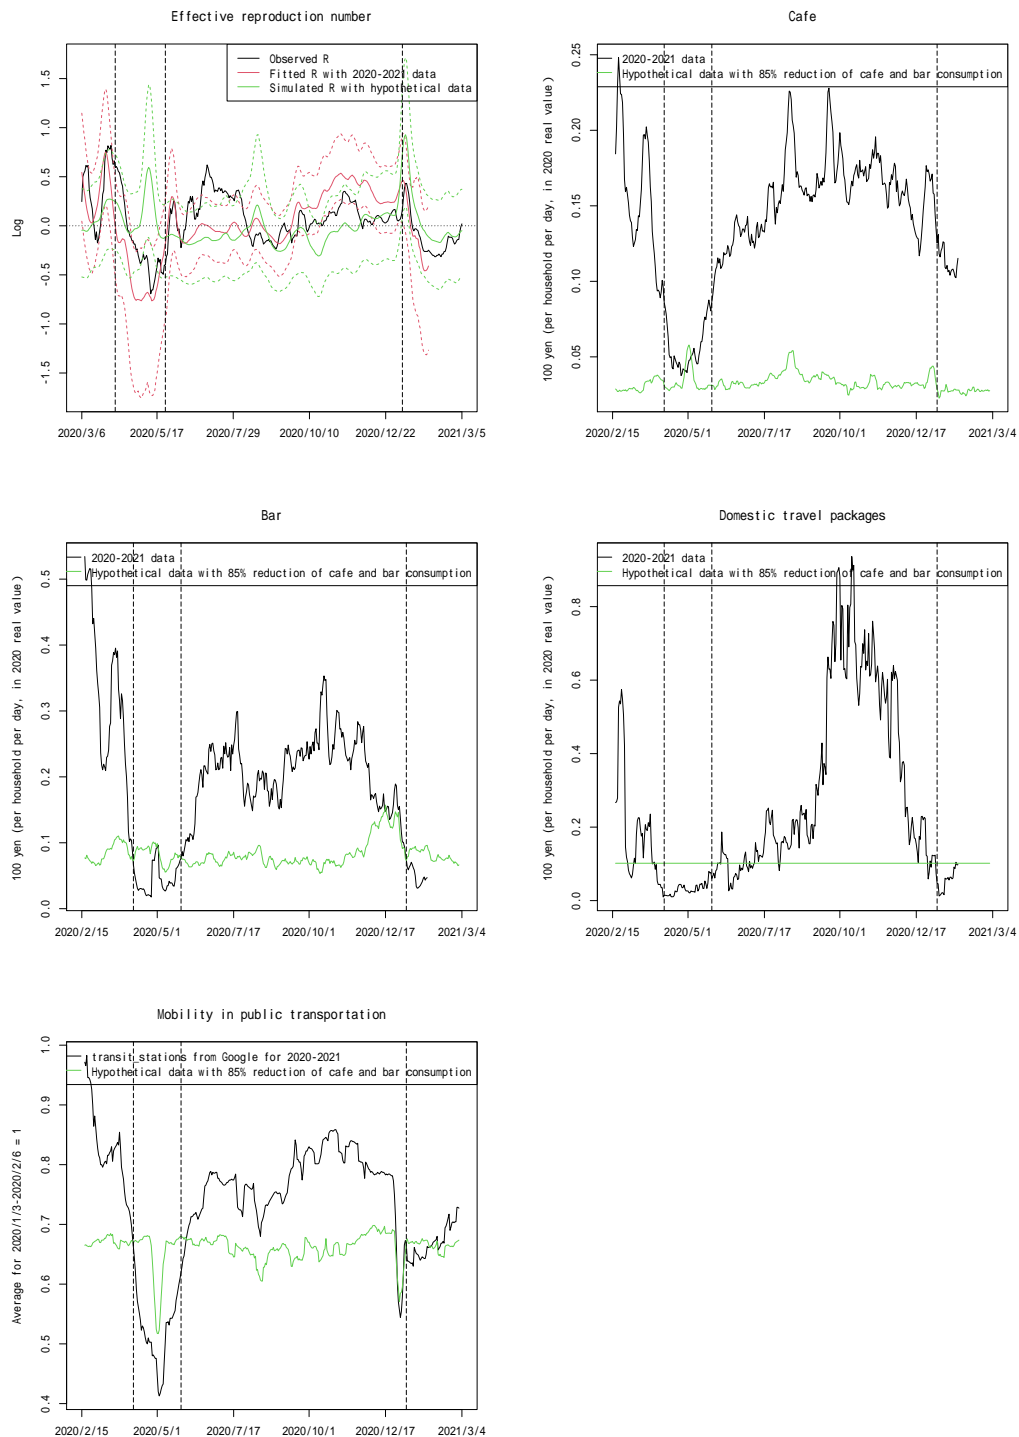 Effective reproduction number
Observed R
Fitted R with 2020-2021 data
Simulated R with hypothetical data
Log
1.5
1.0
0.5
0.0
-0.5
-1.0
-1.5
2020/3/6 2020/5/17 2020/7/29 2020/10/10 2020/12/22 2021/3/5
Cafe
2020-2021 data
Hypothetical data with 85% reduction of cafe and bar consumption
100 yen (per household per day, in 2020 real value)
0.25
0.20
0.15
0.10
0.05
2020/2/15 2020/5/1 2020/7/17 2020/10/1 2020/12/17 2021/3/4
Bar
2020-2021 data
Hypothetical data with 85% reduction of cafe and bar consumption
100 yen (per household per day, in 2020 real value)
0.5
0.4
0.3
0.2
0.1
0.0
2020/2/15 2020/5/1 2020/7/17 2020/10/1 2020/12/17 2021/3/4
Domestic travel packages
2020-2021 data
Hypothetical data with 85% reduction of cafe and bar consumption
100 yen (per household per day, in 2020 real value)
0.8
0.6
0.4
0.2
0.0
2020/2/15 2020/5/1 2020/7/17 2020/10/1 2020/12/17 2021/3/4
Mobility in public transportation
transit_stations from Google for 2020-2021
Hypothetical data with 85% reduction of cafe and bar consumption
Average for 2020/1/3-2020/2/6 = 1
1.0
0.9
0.8
0.7
0.6
0.5
0.4
2020/2/15 2020/5/1 2020/7/17 2020/10/1 2020/12/17 2021/3/4